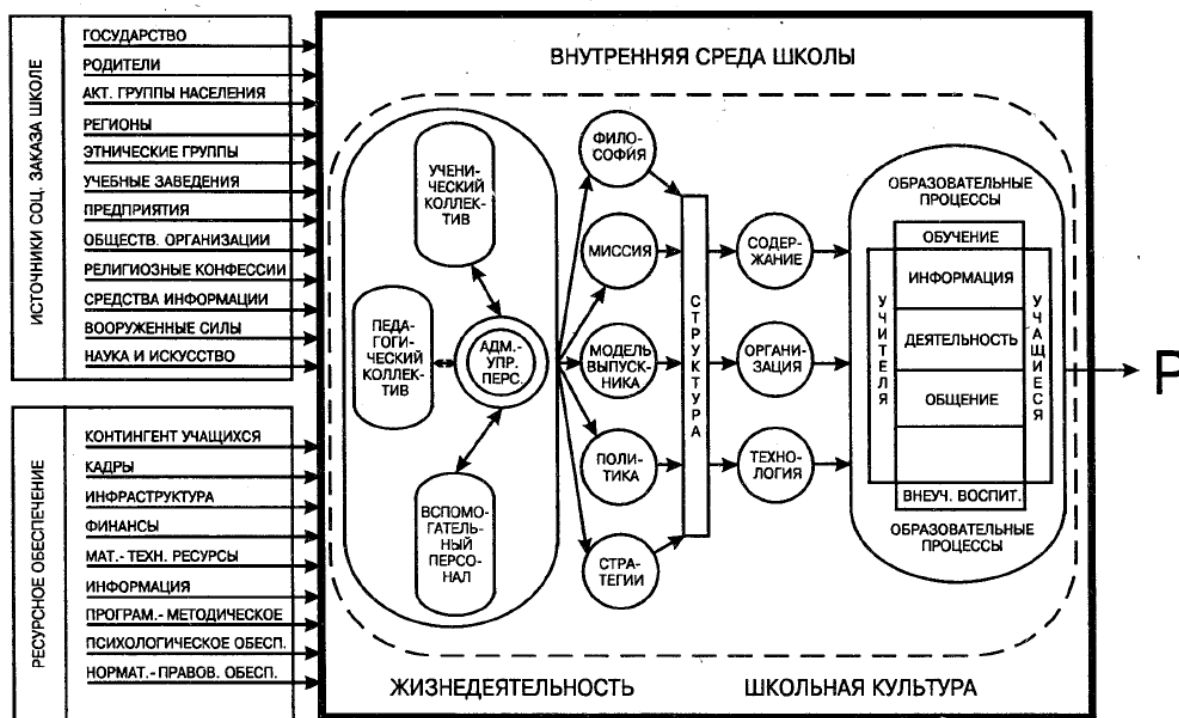 ИСТОЧНИКИ СОЦ. ЗАКАЗА ШКОЛЕ
ГОСУДАРСТВО
РОДИТЕЛИ
АКТ. ГРУППЫ НАСЕЛЕНИЯ
РЕГИОНЫ
ЭТНИЧЕСКИЕ ГРУППЫ
УЧЕБНЫЕ ЗАВЕДЕНИЯ
ПРЕДПРИЯТИЯ
ОБЩЕСТВ. ОРГАНИЗАЦИИ
РЕЛИГИОЗНЫЕ КОНФЕССИИ
СРЕДСТВА ИНФОРМАЦИИ
ВООРУЖЕННЫЕ СИЛЫ
НАУКА И ИСКУССТВО
РЕСУРСНОЕ ОБЕСПЕЧЕНИЕ
КОНТИНГЕНТ УЧАЩИХСЯ
КАДРЫ
ИНФРАСТРУКТУРА
ФИНАНСЫ
МАТ.- ТЕХН. РЕСУРСЫ
ИНФОРМАЦИЯ
ПРОГРАМ.- МЕТОДИЧЕСКОЕ
ПСИХОЛОГИЧЕСКОЕ ОБЕСП.
НОРМАТ.- ПРАВОВ. ОБЕСП.
ВНУТРЕННЯЯ СРЕДА ШКОЛЫ
УЧЕНИ-
ЧЕСКИЙ
КОЛЛЕК-
ТИВ
ПЕДА-
ГОГИЧЕСКИЙ
КОЛЛЕК-
ТИВ
АДМ.-
УПР.
ПЕРС.
ВСПОМО-
ГАТЕЛЬ-
НЫЙ
ПЕРСО-
НАЛ
ФИЛО-
СОФИЯ
МИССИЯ
МОДЕЛЬ
ВЫПУСК-
НИКА
ПОЛИ-
ТИКА
СТРА-
ТЕГИИ
СТРУКТУРА
СОДЕР-
ЖАНИЕ
ОРГАНИ-
ЗАЦИЯ
ТЕХНО-
ЛОГИЯ
ОБРАЗОВАТЕЛЬНЫЕ
ПРОЦЕССЫ
ОБУЧЕНИЕ
УЧИТЕЛЯ
ИНФОРМАЦИЯ
ДЕЯТЕЛЬНОСТЬ
ОБЩЕНИЕ
УЧАЩИЕСЯ
ВНЕУЧ. ВОСПИТ.
ОБРАЗОВАТЕЛЬНЫЕ
ПРОЦЕССЫ
Р
ЖИЗНЕДЕЯТЕЛЬНОСТЬ
ШКОЛЬНАЯ КУЛЬТУРА